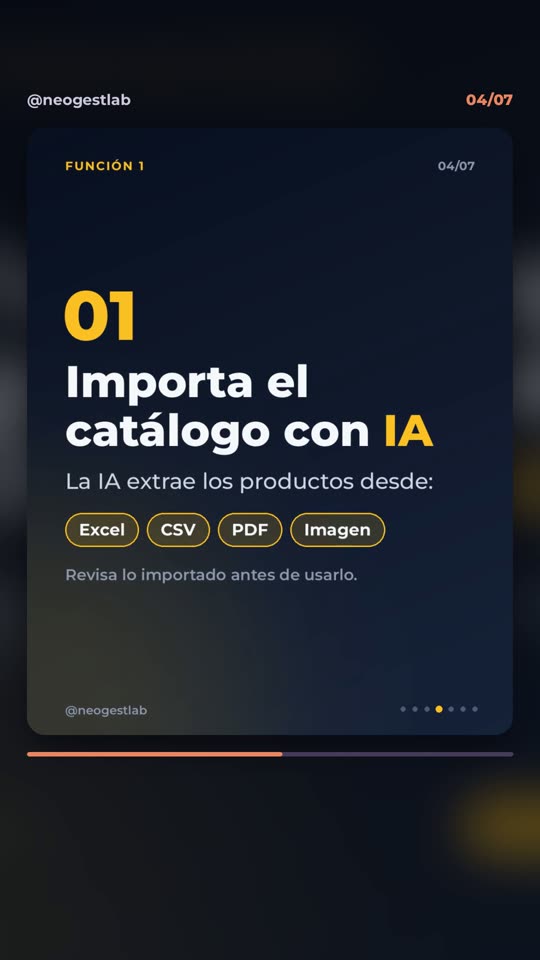 @neogestlab
04/07
FUNCIÓN 1
04/07
01
Importa el
catálogo con IA
La IA extrae los productos desde:
Excel
CSV
PDF
Imagen
Revisa lo importado antes de usarlo.
@neogestlab